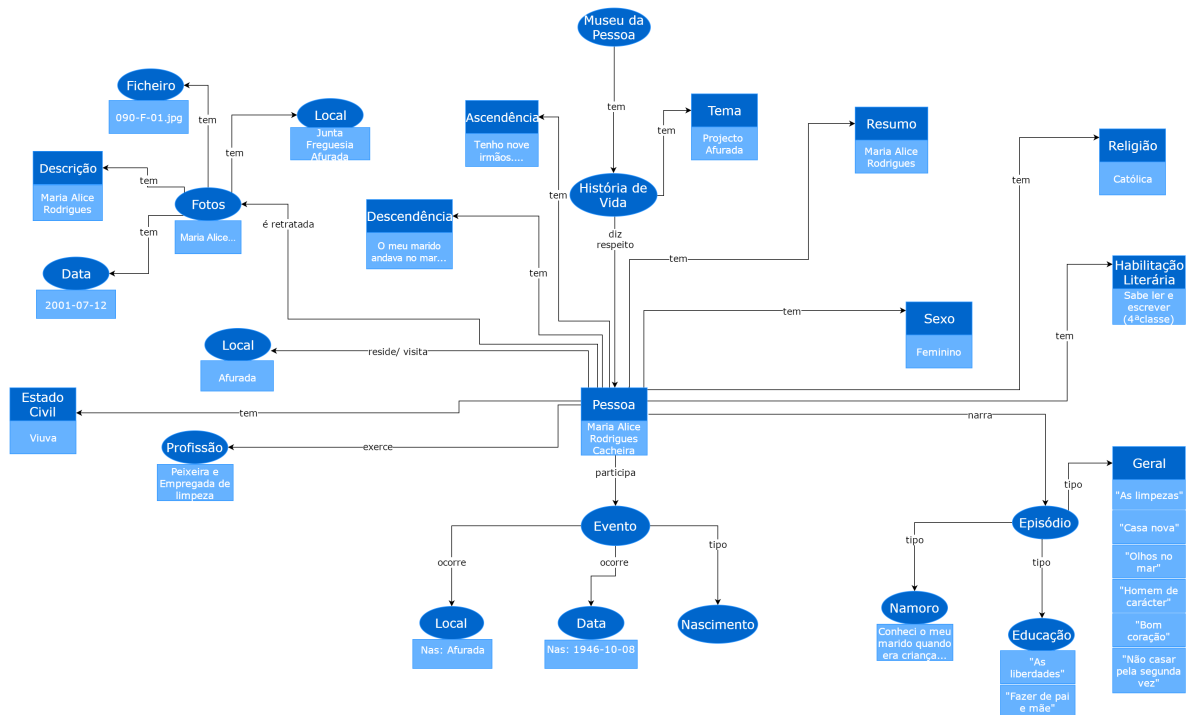 Museu da
Pessoa
tem
Ficheiro
090-F-01.jpg
tem
Local
Junta
Freguesia
Afurada
tem
Descrição
Maria Alice
Rodrigues
tem
Fotos
Maria Alice...
tem
Data
2001-07-12
é retratada
Ascendência
Tenho nove
irmãos....
tem
Descendência
O meu marido
andava no mar...
tem
História de
Vida
tem
Tema
Projecto
Afurada
diz
respeito
Resumo
Maria Alice
Rodrigues
tem
Religião
Católica
tem
Habilitação
Literária
Sabe ler e
escrever
(4ªclasse)
tem
Sexo
Feminino
tem
Local
Afurada
reside/ visita
Estado
Civil
Viuva
tem
Profissão
Peixeira e
Empregada de
limpeza
exerce
Pessoa
Maria Alice
Rodrigues
Cacheira
participa
narra
Evento
ocorre
ocorre
tipo
Local
Nas: Afurada
Data
Nas: 1946-10-08
Nascimento
Episódio
tipo
tipo
tipo
Namoro
Conheci o meu
marido quando
era criança...
Educação
"As
liberdades"
"Fazer de pai
e mãe"
Geral
"As limpezas"
"Casa nova"
"Olhos no
mar"
"Homem de
carácter"
"Bom
coração"
"Não casar
pela segunda
vez"